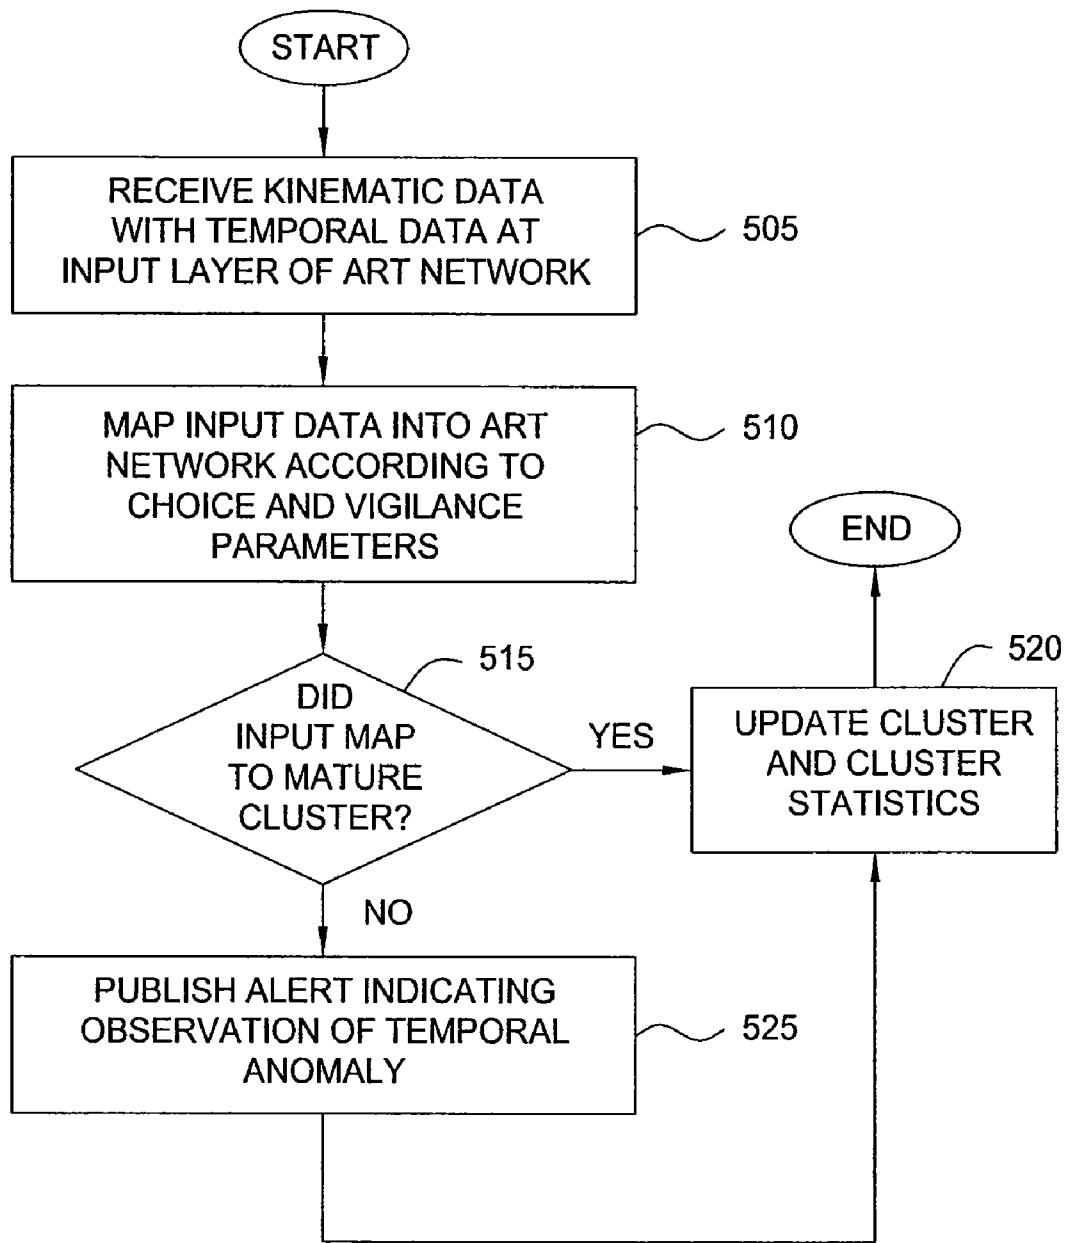 START
RECEIVE KINEMATIC DATA
WITH TEMPORAL DATA AT
INPUT LAYER OF ART NETWORK
505
MAP INPUT DATA INTO ART
NETWORK ACCORDING TO
CHOICE AND VIGILANCE
PARAMETERS
510
END
DID
INPUT MAP
TO MATURE
CLUSTER?
515
YES
520
UPDATE CLUSTER
AND CLUSTER
STATISTICS
NO
PUBLISH ALERT INDICATING
OBSERVATION OF TEMPORAL
ANOMALY
525